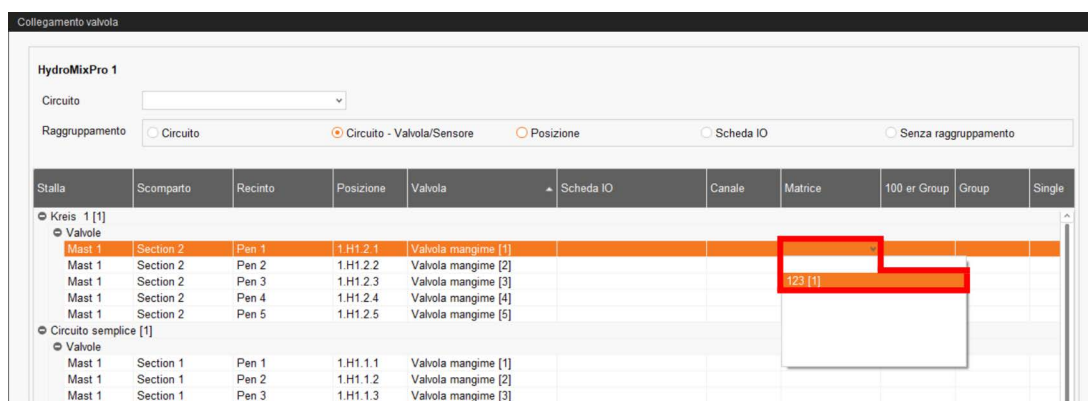 Collegamento valvola
HydroMixPro 1
Circuito
Raggruppamento Circuito Circuito - Valvola/Sensore Posizione Scheda IO Senza raggruppamento
Stalla Scomparto Recinto Posizione Valvola Scheda IO Canale Matrice 100 er Group Group Single
Kreis 1 [1]
Valvole
Mast 1 Section 2 Pen 1 1.H1.2.1 Valvola mangime [1]
Mast 1 Section 2 Pen 2 1.H1.2.2 Valvola mangime [2]
Mast 1 Section 2 Pen 3 1.H1.2.3 Valvola mangime [3] 123 [1]
Mast 1 Section 2 Pen 4 1.H1.2.4 Valvola mangime [4]
Mast 1 Section 2 Pen 5 1.H1.2.5 Valvola mangime [5]
Circuito semplice [1]
Valvole
Mast 1 Section 1 Pen 1 1.H1.1.1 Valvola mangime [1]
Mast 1 Section 1 Pen 2 1.H1.1.2 Valvola mangime [2]
Mast 1 Section 1 Pen 3 1.H1.1.3 Valvola mangime [3]